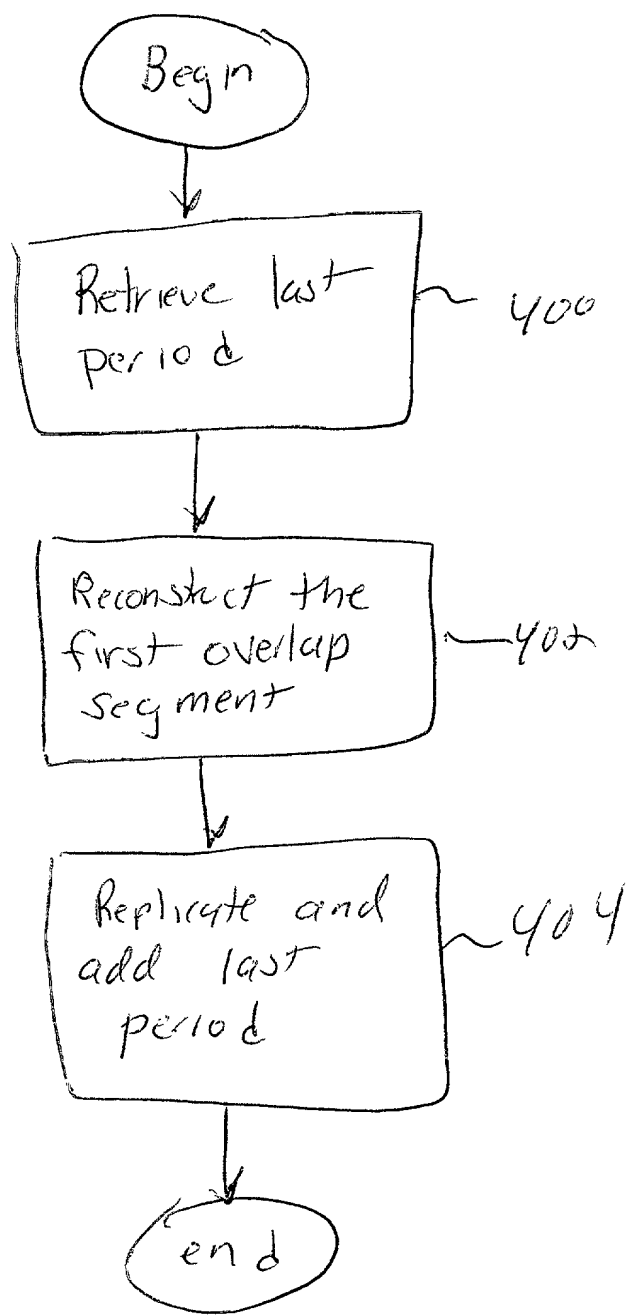 Begin
Retrieve last
period
400
Reconstuct the
first overlap
segment
402
Replicate and
add last
period
404
end